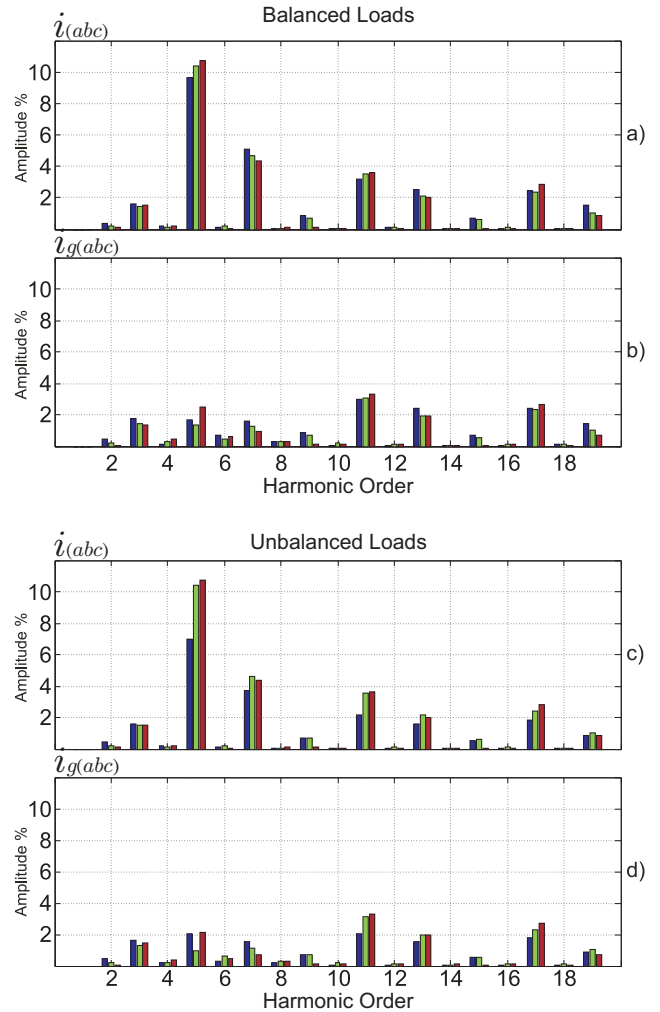 Balanced Loads
i(abc)
10
8
6
4
2
Amplitude %
a)
ig(abc)
10
8
6
4
2
Amplitude %
b)
2 4 6 8 10 12 14 16 18
Harmonic Order
Unbalanced Loads
i(abc)
10
8
6
4
2
Amplitude %
c)
ig(abc)
10
8
6
4
2
Amplitude %
d)
2 4 6 8 10 12 14 16 18
Harmonic Order